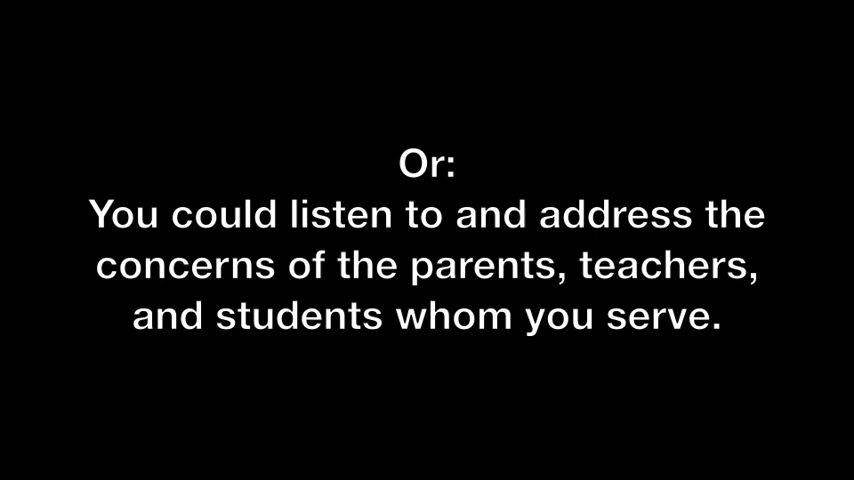 Or:
You could listen to and address the
concerns of the parents, teachers,
and students whom you serve.